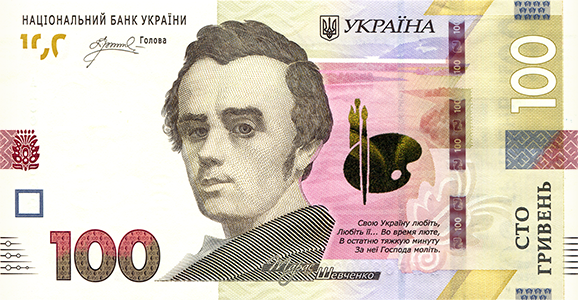 НАЦІОНАЛЬНИЙ БАНК УКРАЇНИ
Голова
УКРАЇНА
100
Свою Україну любіть,
Любіть її... Во время люте,
В остатню тяжкую минуту
За неї Господа моліть.
Шевченко
100
СТО
ГРИВЕНЬ